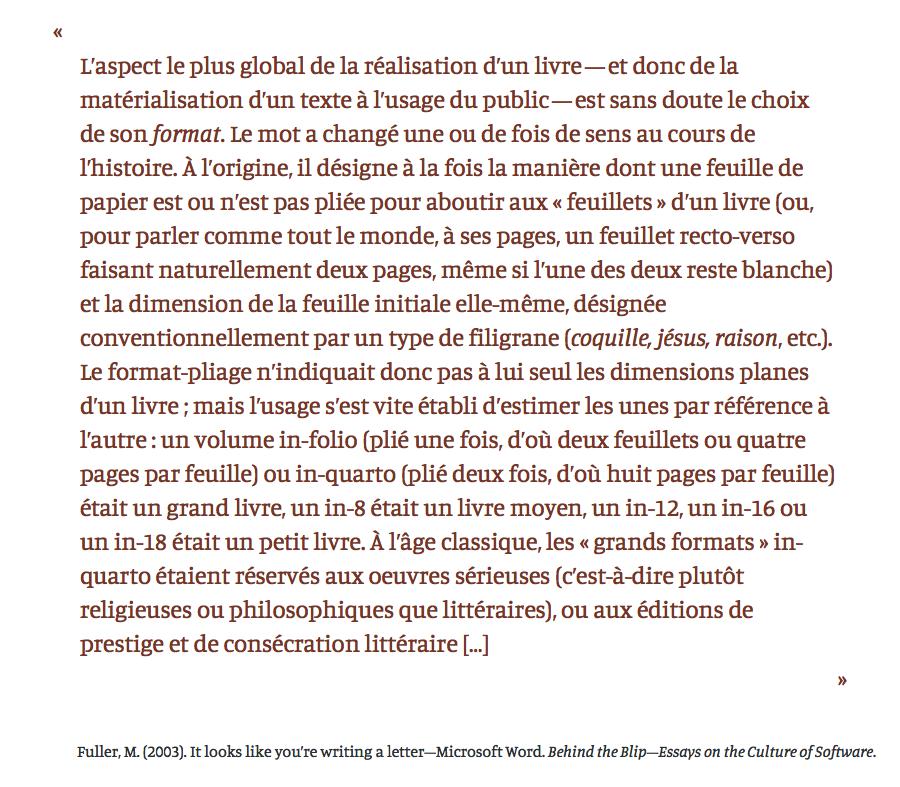 «
L’aspect le plus global de la réalisation d’un livre — et donc de la
matérialisation d’un texte à l’usage du public — est sans doute le choix
de son format. Le mot a changé une ou de fois de sens au cours de
l’histoire. À l’origine, il désigne à la fois la manière dont une feuille de
papier est ou n’est pas pliée pour aboutir aux « feuillets » d’un livre (ou,
pour parler comme tout le monde, à ses pages, un feuillet recto-verso
faisant naturellement deux pages, même si l’une des deux reste blanche)
et la dimension de la feuille initiale elle-même, désignée
conventionnellement par un type de filigrane (coquille, jésus, raison, etc.).
Le format-pliage n’indiquait donc pas à lui seul les dimensions planes
d’un livre ; mais l’usage s’est vite établi d’estimer les unes par référence à
l’autre : un volume in-folio (plié une fois, d’où deux feuillets ou quatre
pages par feuille) ou in-quarto (plié deux fois, d’où huit pages par feuille)
était un grand livre, un in-8 était un livre moyen, un in-12, un in-16 ou
un in-18 était un petit livre. À l’âge classique, les « grands formats » in-
quarto étaient réservés aux oeuvres sérieuses (c’est-à-dire plutôt
religieuses ou philosophiques que littéraires), ou aux éditions de
prestige et de consécration littéraire […]
»
Fuller, M. (2003). It looks like you’re writing a letter—Microsoft Word. Behind the Blip—Essays on the Culture of Software.